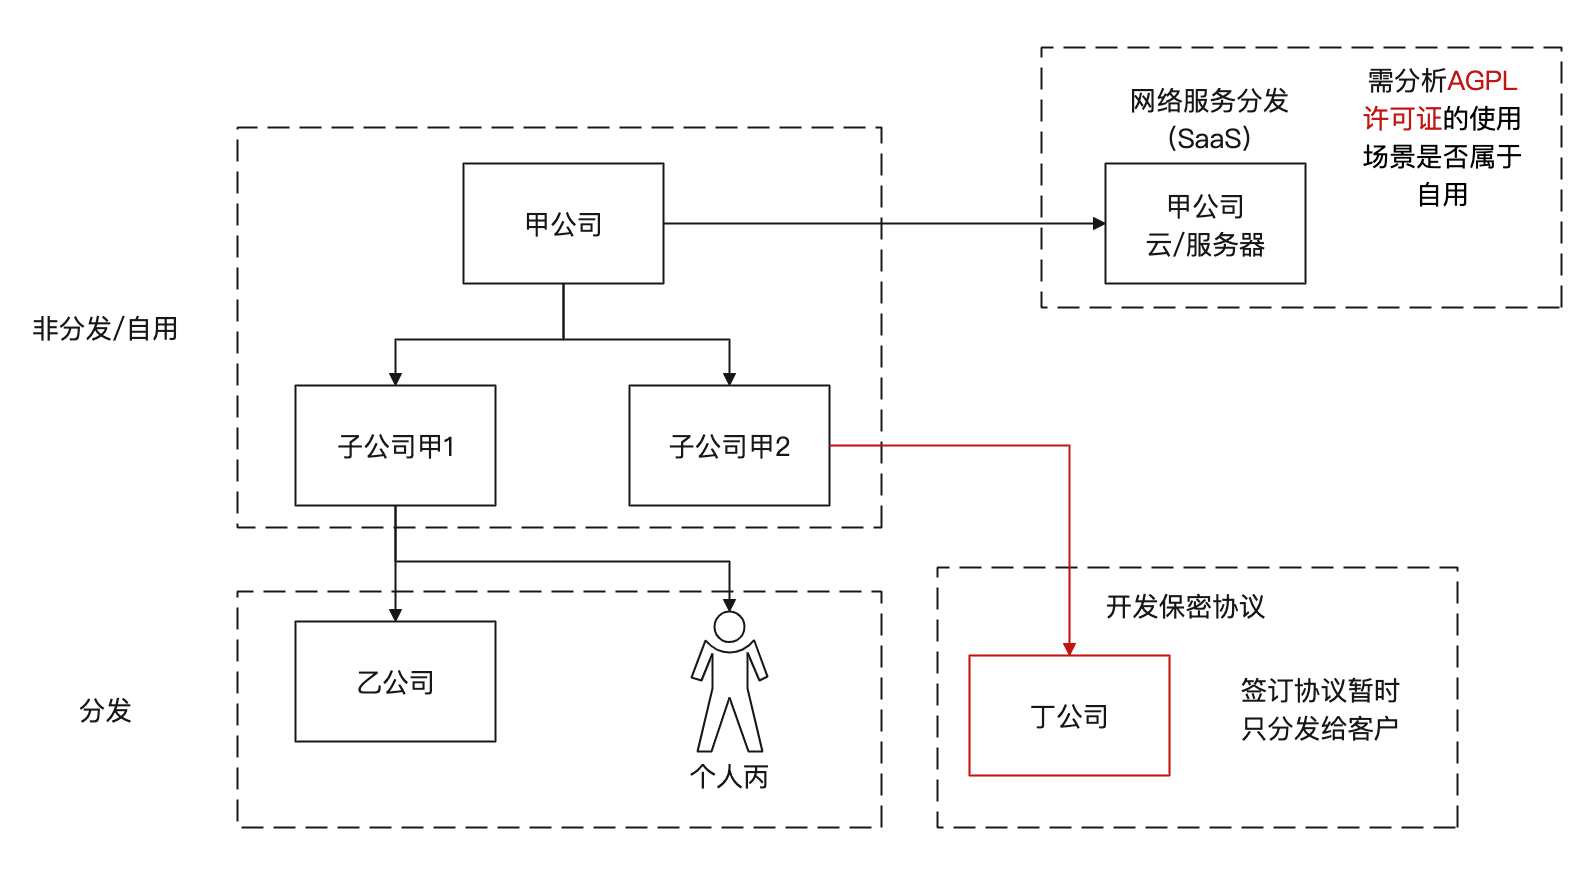 网络服务分发
（SaaS）
需分析AGPL
许可证的使用
场景是否属于
自用
甲公司
甲公司
云/服务器
非分发/自用
子公司甲1
子公司甲2
开发保密协议
乙公司
分发
签订协议暂时
只分发给客户
丁公司
个人丙